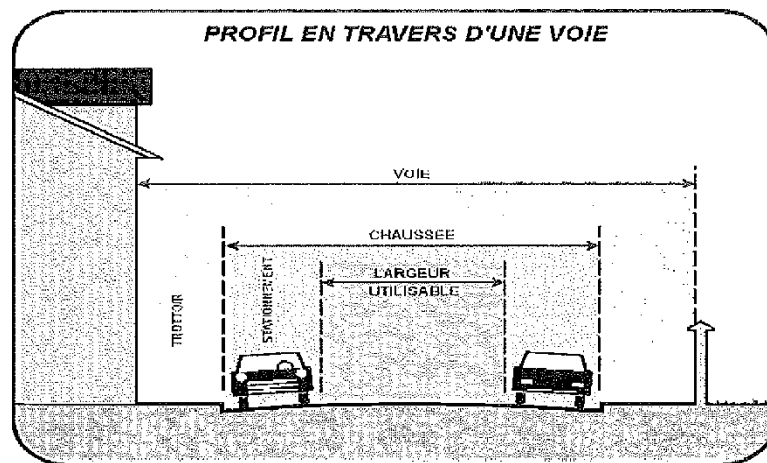 PROFIL EN TRAVERS D'UNE VOIE
VOIE
CHAUSSEE
LARGEUR
UTILISABLE
TROTTOIR
STATIONNEMENT